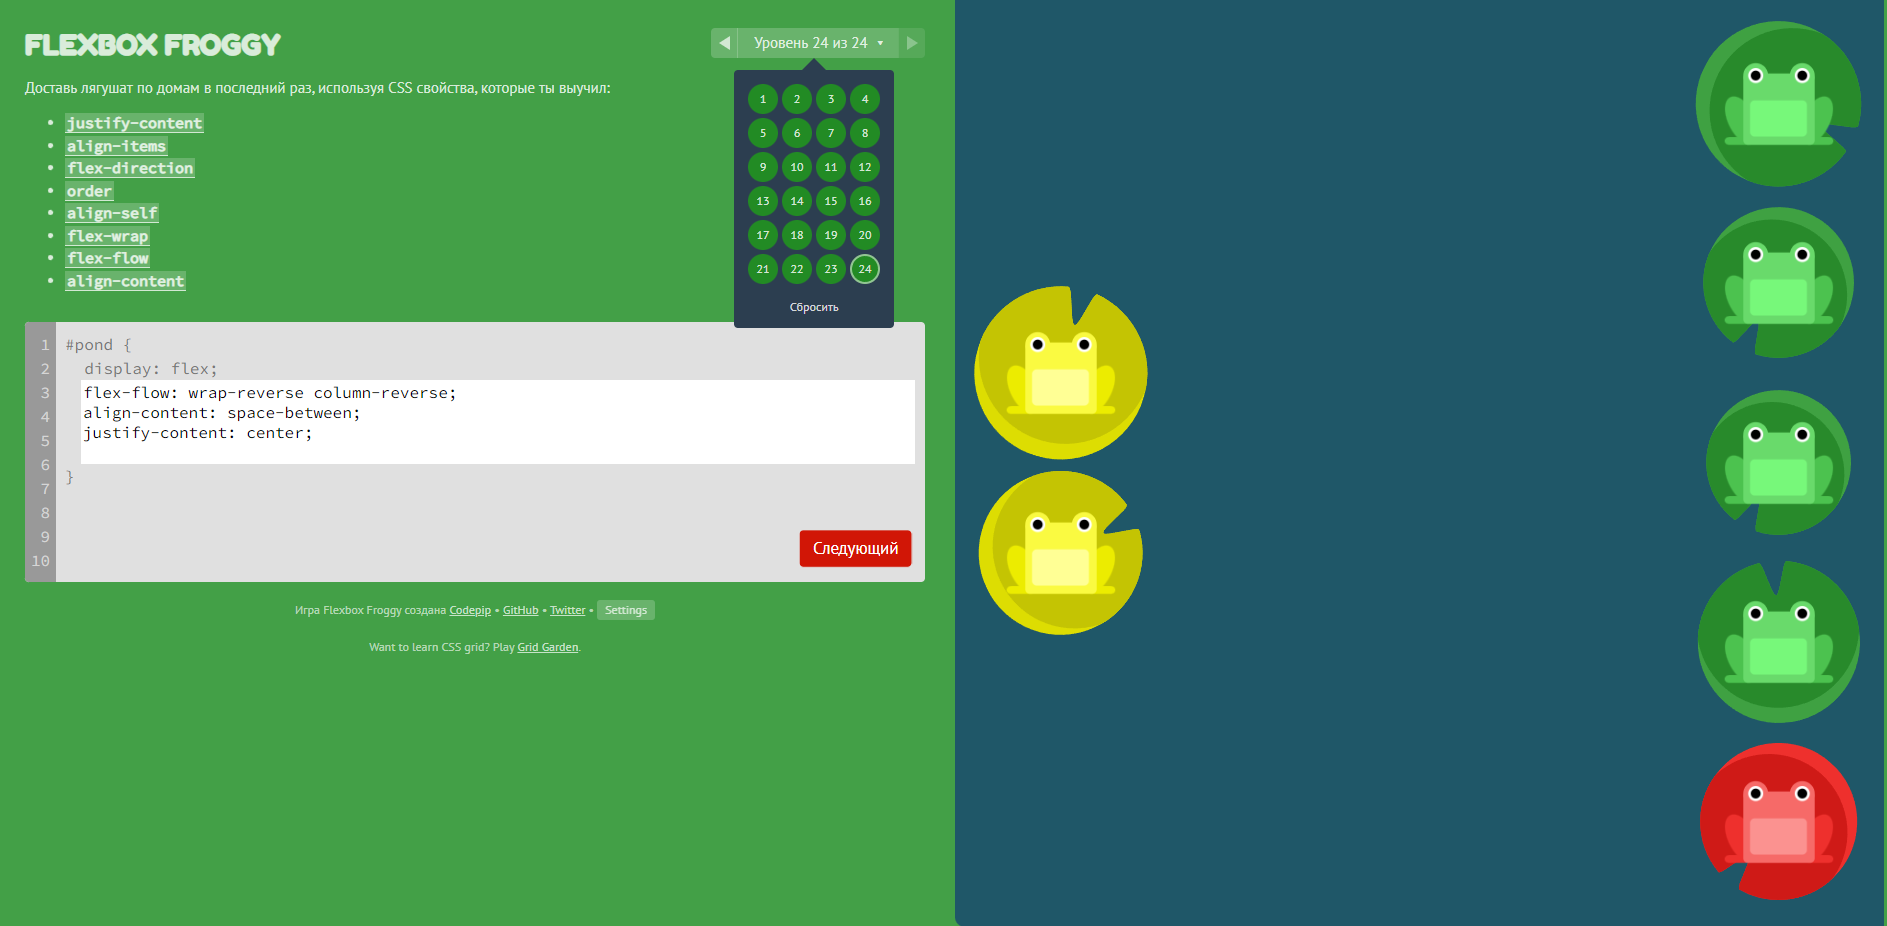 FLEXBOX FROGGY
Уровень 24 из 24
Доставь лягушат по домам в последний раз, используя CSS свойства, которые ты выучил:
justify-content
align-items
flex-direction
order
align-self
flex-wrap
flex-flow
align-content
1 2 3 4
5 6 7 8
9 10 11 12
13 14 15 16
17 18 19 20
21 22 23 24
Сбросить
1 #pond {
2 display: flex;
3 flex-flow: wrap-reverse column-reverse;
4 align-content: space-between;
5 justify-content: center;
6 }
7
8
9
10
Следующий
Игра Flexbox Froggy создана Codepip • GitHub • Twitter • Settings
Want to learn CSS grid? Play Grid Garden.